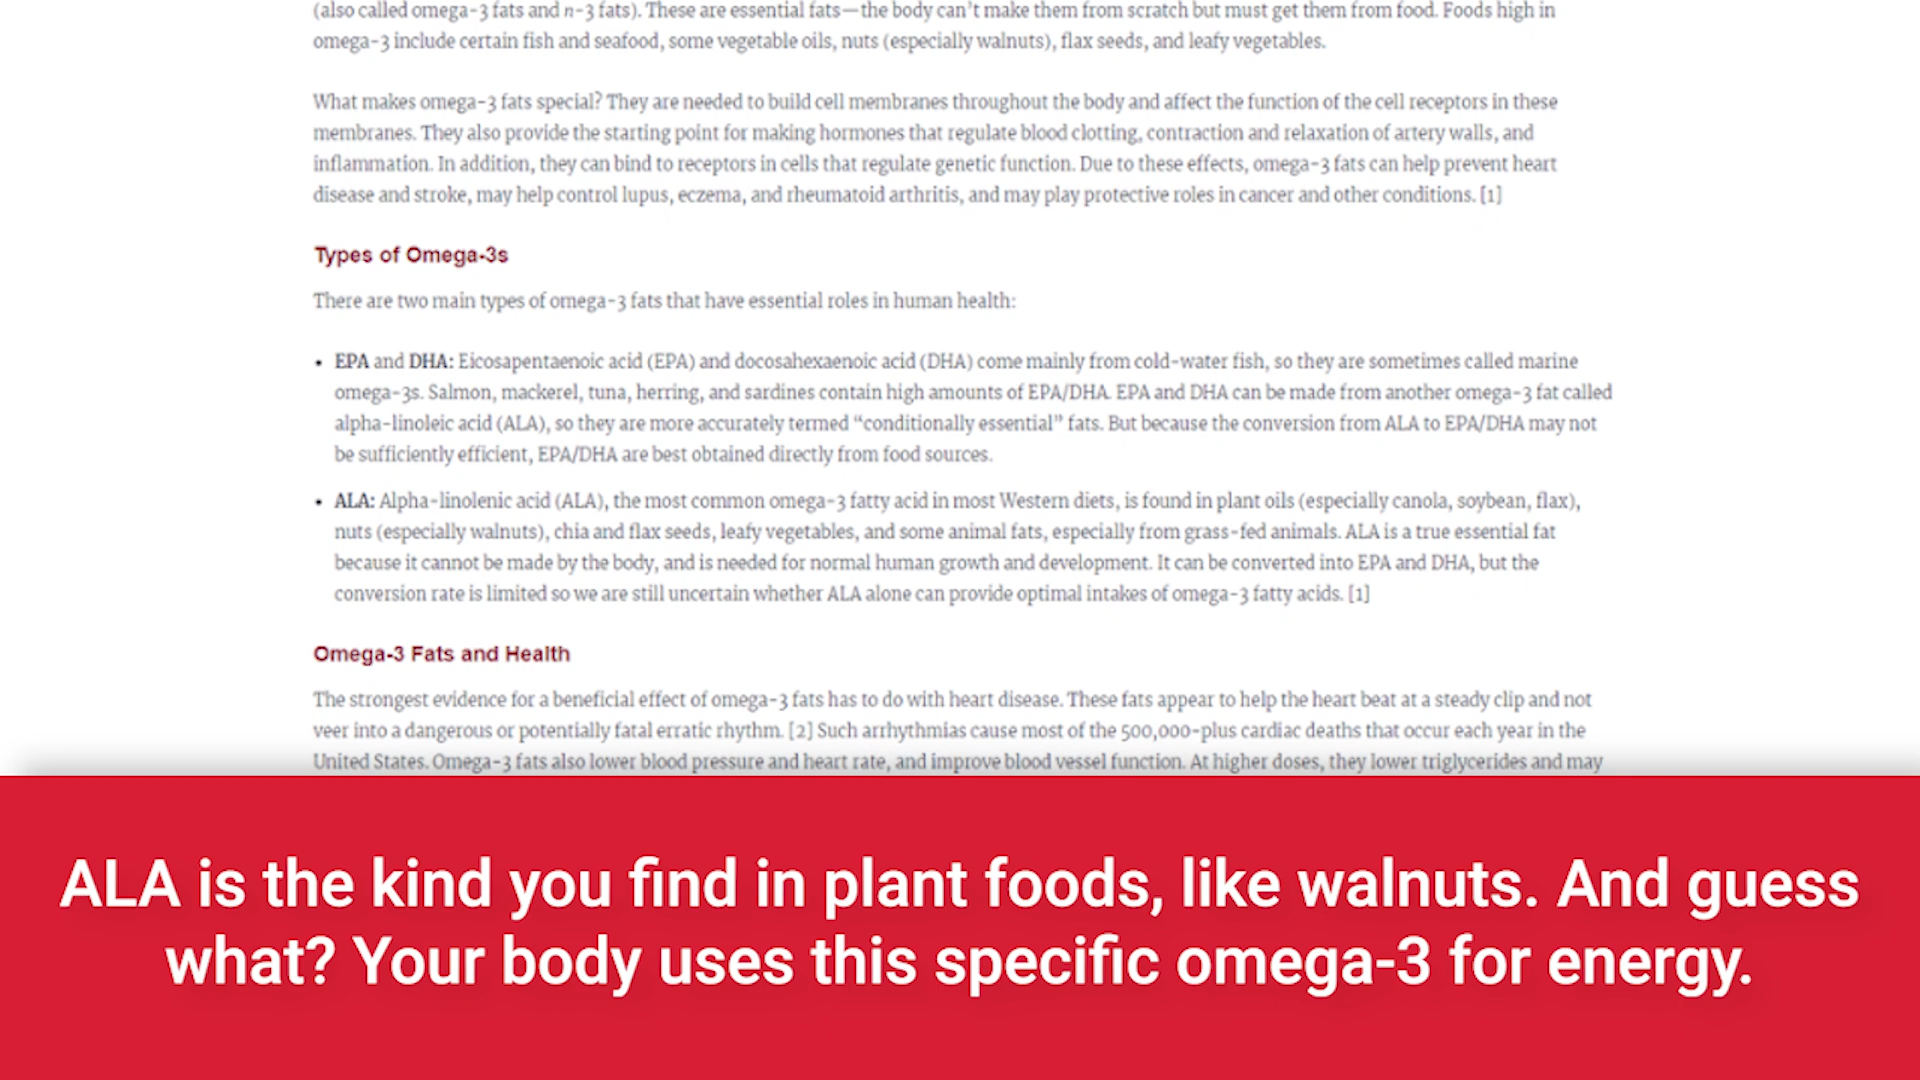 (also called omega-3 fats and n-3 fats). These are essential fats—the body can't make them from scratch but must get them from food. Foods high in
omega-3 include certain fish and seafood, some vegetable oils, nuts (especially walnuts), flax seeds, and leafy vegetables.
What makes omega-3 fats special? They are needed to build cell membranes throughout the body and affect the function of the cell receptors in these
membranes. They also provide the starting point for making hormones that regulate blood clotting, contraction and relaxation of artery walls, and
inflammation. In addition, they can bind to receptors in cells that regulate genetic function. Due to these effects, omega-3 fats can help prevent heart
disease and stroke, may help control lupus, eczema, and rheumatoid arthritis, and may play protective roles in cancer and other conditions. [1]
Types of Omega-3s
There are two main types of omega-3 fats that have essential roles in human health:
• EPA and DHA: Eicosapentaenoic acid (EPA) and docosahexaenoic acid (DHA) come mainly from cold-water fish, so they are sometimes called marine
omega-3s. Salmon, mackerel, tuna, herring, and sardines contain high amounts of EPA/DHA. EPA and DHA can be made from another omega-3 fat called
alpha-linoleic acid (ALA), so they are more accurately termed “conditionally essential” fats. But because the conversion from ALA to EPA/DHA may not
be sufficiently efficient, EPA/DHA are best obtained directly from food sources.
• ALA: Alpha-linolenic acid (ALA), the most common omega-3 fatty acid in most Western diets, is found in plant oils (especially canola, soybean, flax),
nuts (especially walnuts), chia and flax seeds, leafy vegetables, and some animal fats, especially from grass-fed animals. ALA is a true essential fat
because it cannot be made by the body, and is needed for normal human growth and development. It can be converted into EPA and DHA, but the
conversion rate is limited so we are still uncertain whether ALA alone can provide optimal intakes of omega-3 fatty acids. [1]
Omega-3 Fats and Health
The strongest evidence for a beneficial effect of omega-3 fats has to do with heart disease. These fats appear to help the heart beat at a steady clip and not
veer into a dangerous or potentially fatal erratic rhythm. [2] Such arrhythmias cause most of the 500,000-plus cardiac deaths that occur each year in the
United States. Omega-3 fats also lower blood pressure and heart rate, and improve blood vessel function. At higher doses, they lower triglycerides and may
ALA is the kind you find in plant foods, like walnuts. And guess
what? Your body uses this specific omega-3 for energy.